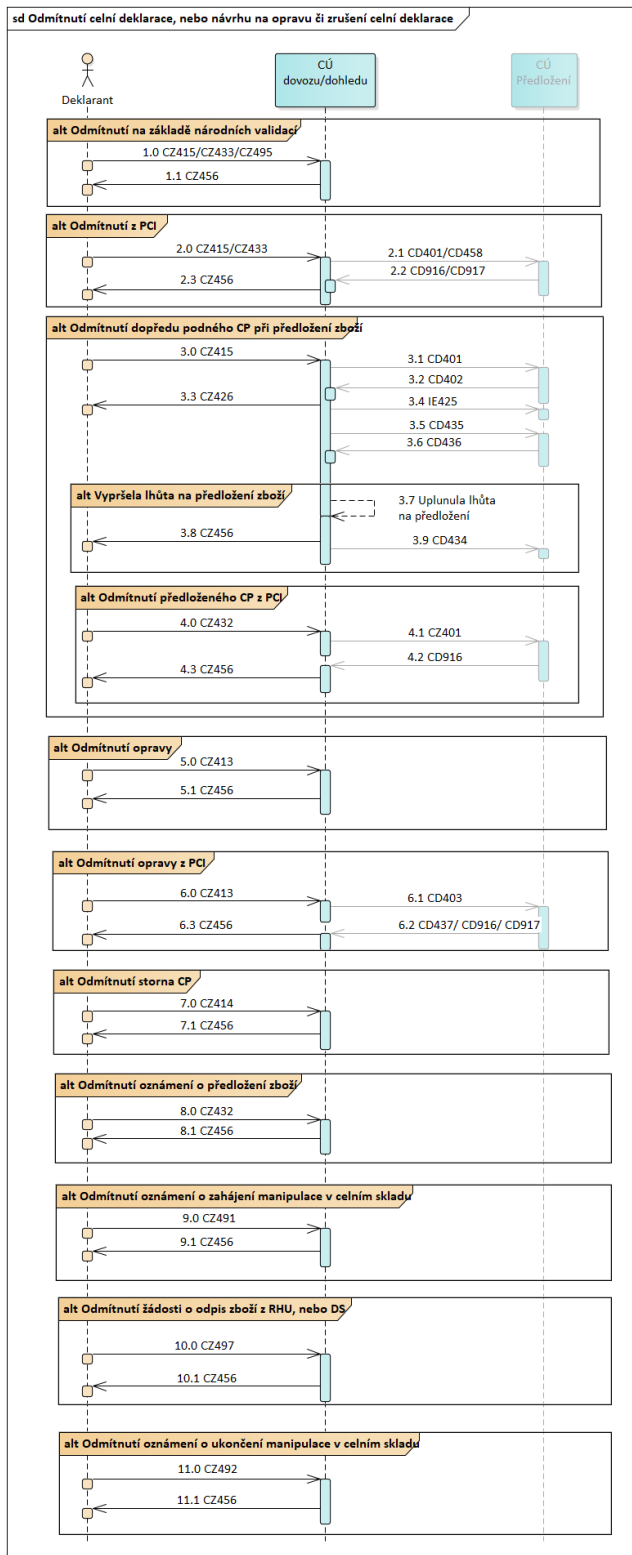 sd Odmítnutí celní deklarace, nebo návrhu na opravu či zrušení celní deklarace
Deklarant
CÚ
dovozu/dohledu
CÚ
Předložení
alt Odmítnutí na základě národních validací
1.0 CZ415/CZ433/CZ495
1.1 CZ456
alt Odmítnutí z PCI
2.0 CZ415/CZ433
2.1 CD401/CD458
2.2 CD916/CD917
2.3 CZ456
alt Odmítnutí dopředu podného CP při předložení zboží
3.0 CZ415
3.1 CD401
3.2 CD402
3.3 CZ426
3.4 IE425
3.5 CD435
3.6 CD436
alt Vypršela lhůta na předložení zboží
3.7 Uplunula lhůta
na předložení
3.8 CZ456
3.9 CD434
alt Odmítnutí předloženého CP z PCI
4.0 CZ432
4.1 CZ401
4.2 CD916
4.3 CZ456
alt Odmítnutí opravy
5.0 CZ413
5.1 CZ456
alt Odmítnutí opravy z PCI
6.0 CZ413
6.1 CD403
6.2 CD437/ CD916/ CD917
6.3 CZ456
alt Odmítnutí storna CP
7.0 CZ414
7.1 CZ456
alt Odmítnutí oznámení o předložení zboží
8.0 CZ432
8.1 CZ456
alt Odmítnutí oznámení o zahájení manipulace v celním skladu
9.0 CZ491
9.1 CZ456
alt Odmítnutí žádosti o odpis zboží z RHU, nebo DS
10.0 CZ497
10.1 CZ456
alt Odmítnutí oznámení o ukončení manipulace v celním skladu
11.0 CZ492
11.1 CZ456